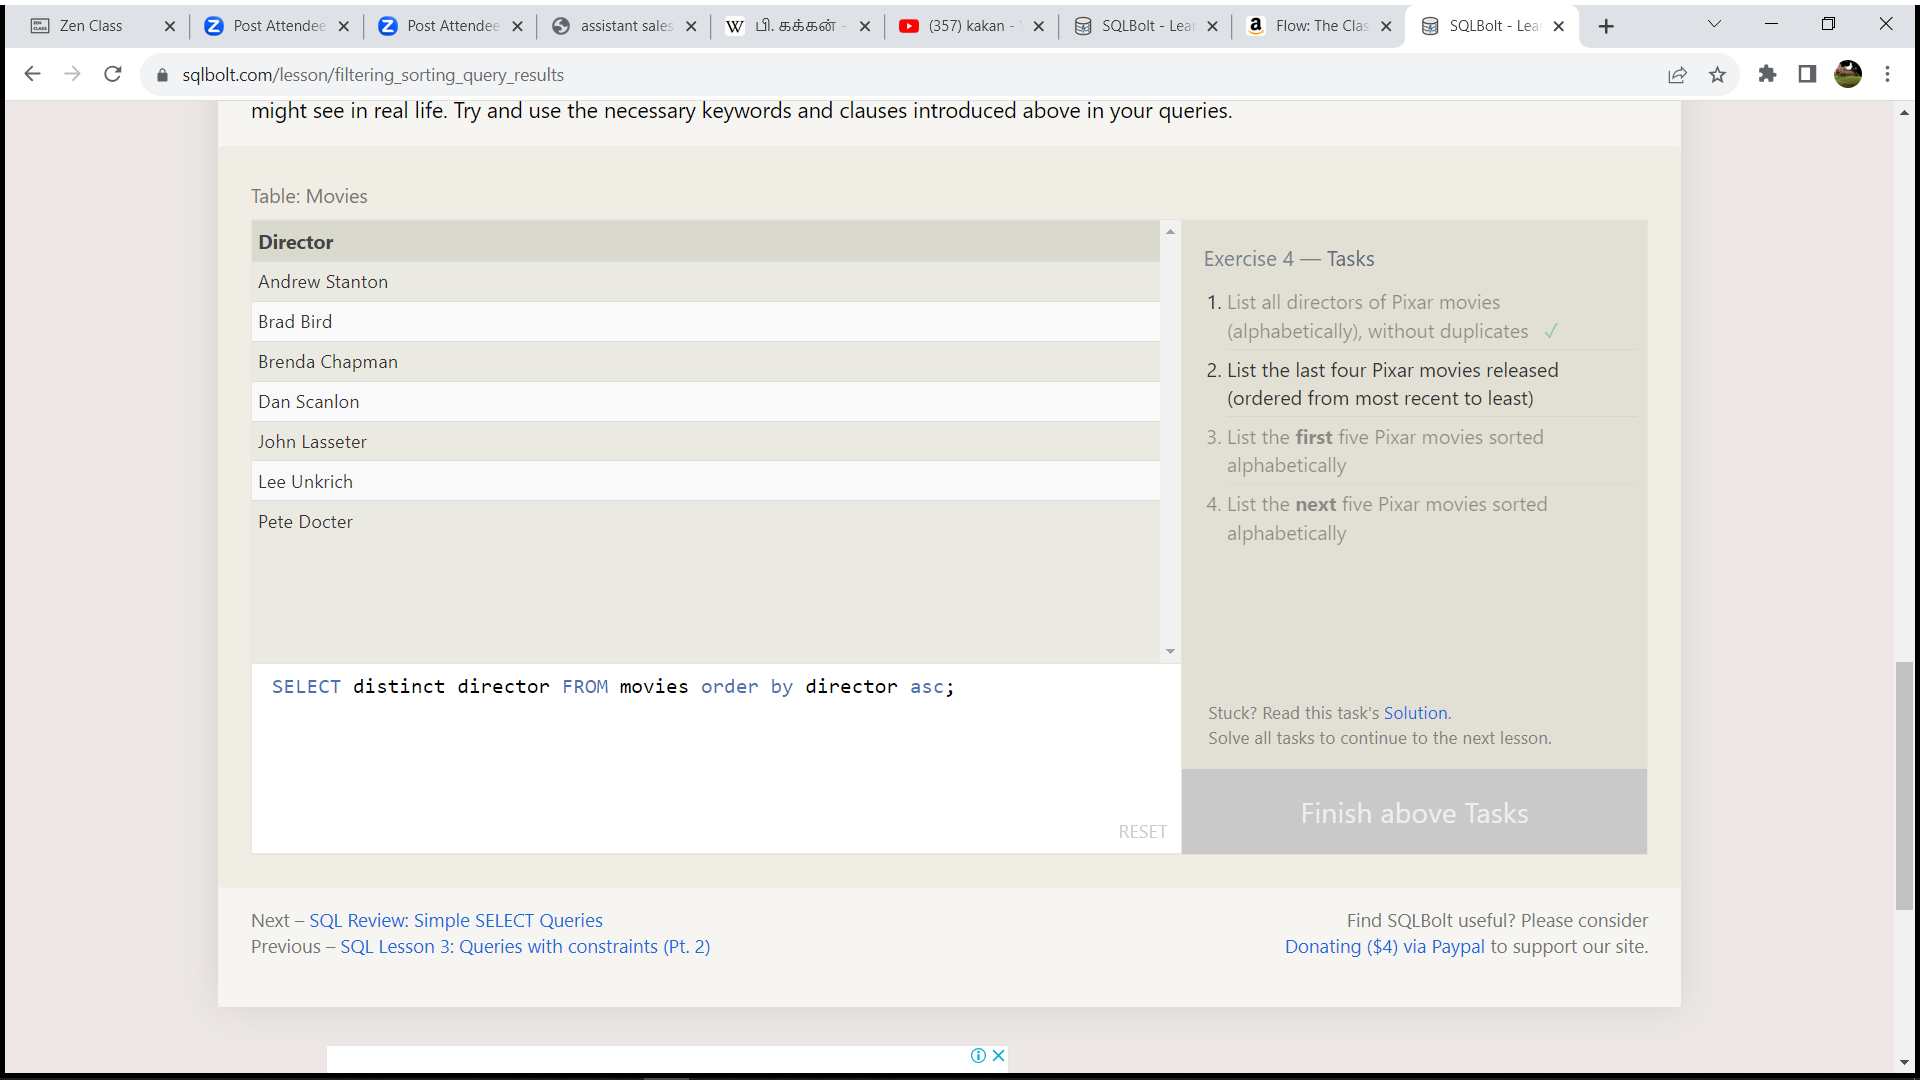 Zen Class
Post Attendee
Post Attendee
assistant sales
W பி. கக்கன் -
(357) kakan -
SQLBolt - Lear
Flow: The Clas
SQLBolt - Lea
sqlbolt.com/lesson/filtering_sorting_query_results
might see in real life. Try and use the necessary keywords and clauses introduced above in your queries.
Table: Movies
Director
Andrew Stanton
Brad Bird
Brenda Chapman
Dan Scanlon
John Lasseter
Lee Unkrich
Pete Docter
SELECT distinct director FROM movies order by director asc;
RESET
Exercise 4 — Tasks
1. List all directors of Pixar movies
(alphabetically), without duplicates ✓
2. List the last four Pixar movies released
(ordered from most recent to least)
3. List the first five Pixar movies sorted
alphabetically
4. List the next five Pixar movies sorted
alphabetically
Stuck? Read this task's Solution.
Solve all tasks to continue to the next lesson.
Finish above Tasks
Next – SQL Review: Simple SELECT Queries
Previous – SQL Lesson 3: Queries with constraints (Pt. 2)
Find SQLBolt useful? Please consider
Donating ($4) via Paypal to support our site.